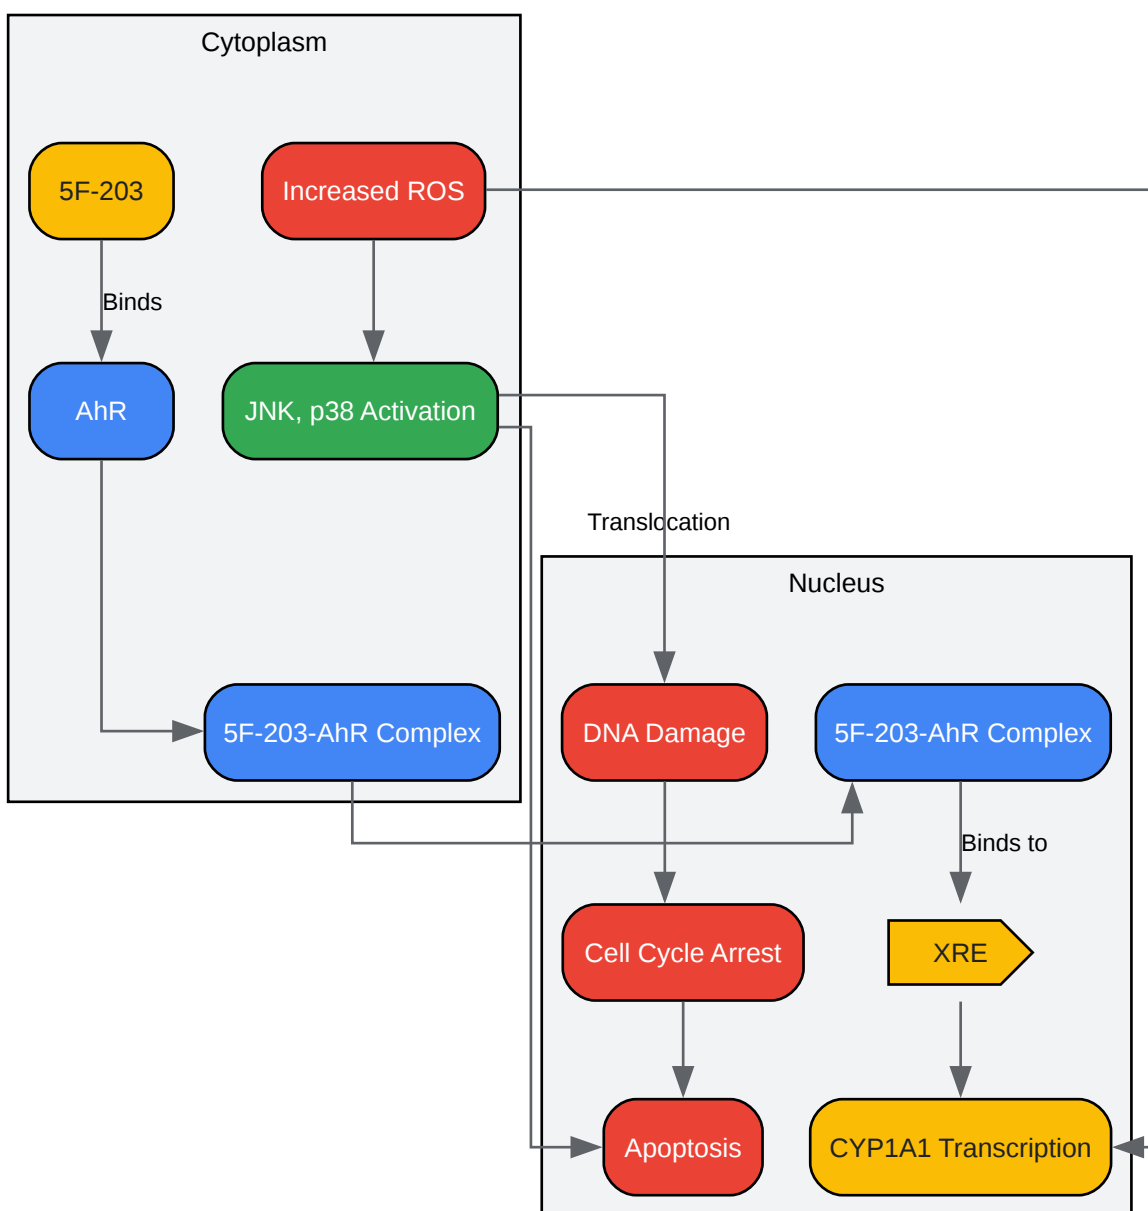 Cytoplasm
5F-203
Increased ROS
Binds
AhR
JNK, p38 Activation
Translocation
Nucleus
5F-203-AhR Complex
DNA Damage
5F-203-AhR Complex
Binds to
Cell Cycle Arrest
XRE
Apoptosis
CYP1A1 Transcription